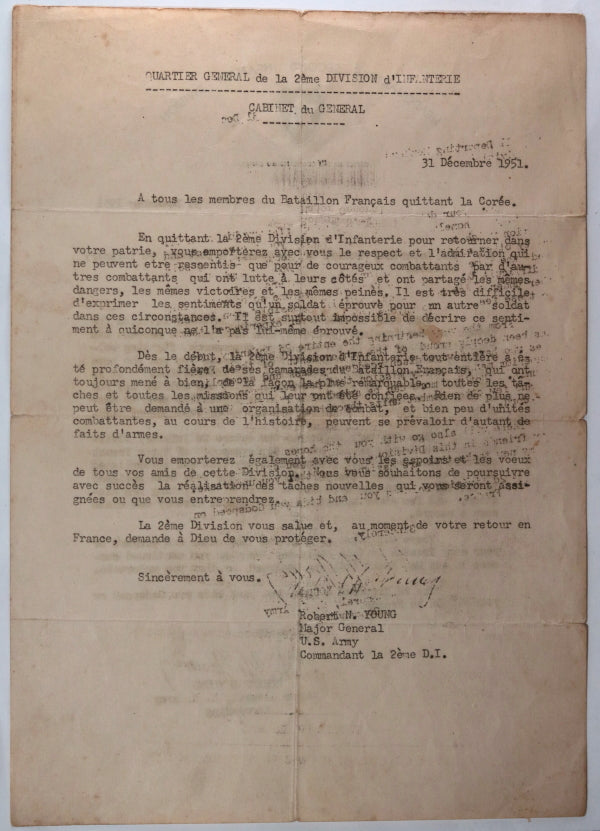 QUARTIER GENERAL de la 2ème DIVISION d'INFANTERIE
CABINET du GENERAL
31 Décembre 1951.
A tous les membres du Bataillon Français quittant la Corée.
En quittant la 2ème Division d'Infanterie pour retourner dans
votre patrie, vous emporterez avec vous le respect et l'admiration qui
ne peuvent etre ressentis que pour de courageux combattants par d'au-
tres combattants qui ont lutté à leurs côtés et ont partagé les mêmes
dangers, les mêmes victoires et les mêmes peines. Il est très difficile
d'exprimer les sentiments qu'un soldat éprouve pour un autre soldat
dans ces circonstances. Il est surtout impossible de décrire ce senti-
ment à quiconque ne l'a pas lui-même éprouvé.
Dès le début, la 2ème Division d'Infanterie tout entière a é-
té profondément fière de ses camarades du Bataillon Français, qui ont
toujours mené à bien, de la façon la plus remarquable, toutes les tâ-
ches et toutes les missions qui leur ont été confiées. Rien de plus ne
peut être demandé à une organisation de combat, et bien peu d'unités
combattantes, au cours de l'histoire, peuvent se prévaloir d'autant de
faits d'armes.
Vous emporterez également avec vous les espoirs et les voeux
de tous vos amis de cette Division. Nous vous souhaitons de poursuivre
avec succès la réalisation des tâches nouvelles qui vous seront assi-
gnées ou que vous entreprendrez.
La 2ème Division vous salue et, au moment de votre retour en
France, demande à Dieu de vous protéger.
Sincèrement à vous.
Robert N. YOUNG
Major General
U.S. Army
Commandant la 2ème D.I.